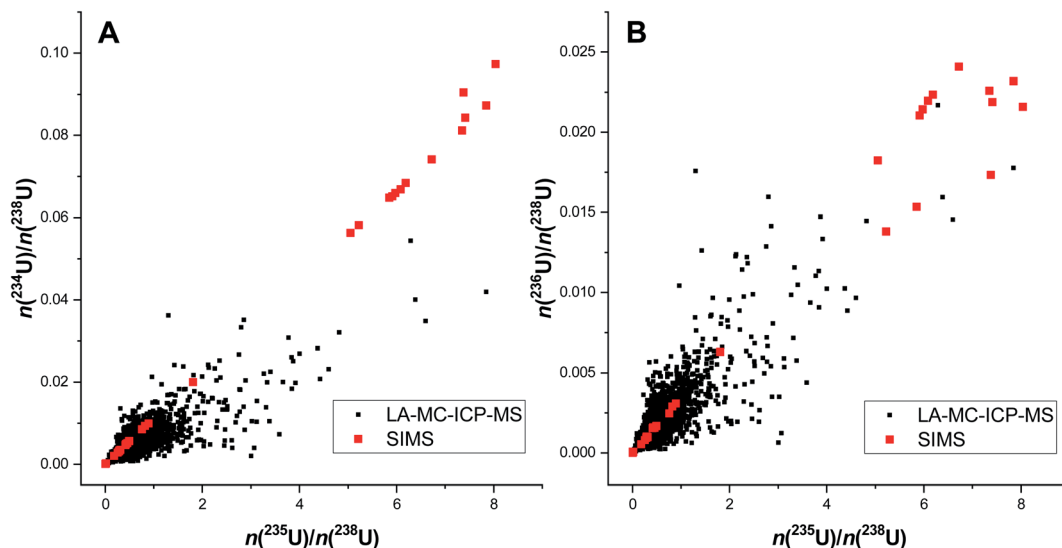 A
0.10
0.08
0.06
0.04
0.02
0.00
n(²³⁴U)/n(²³⁸U)
0 2 4 6 8
n(²³⁵U)/n(²³⁸U)
LA-MC-ICP-MS
SIMS
B
0.025
0.020
0.015
0.010
0.005
0.000
n(²³⁶U)/n(²³⁸U)
0 2 4 6 8
n(²³⁵U)/n(²³⁸U)
LA-MC-ICP-MS
SIMS